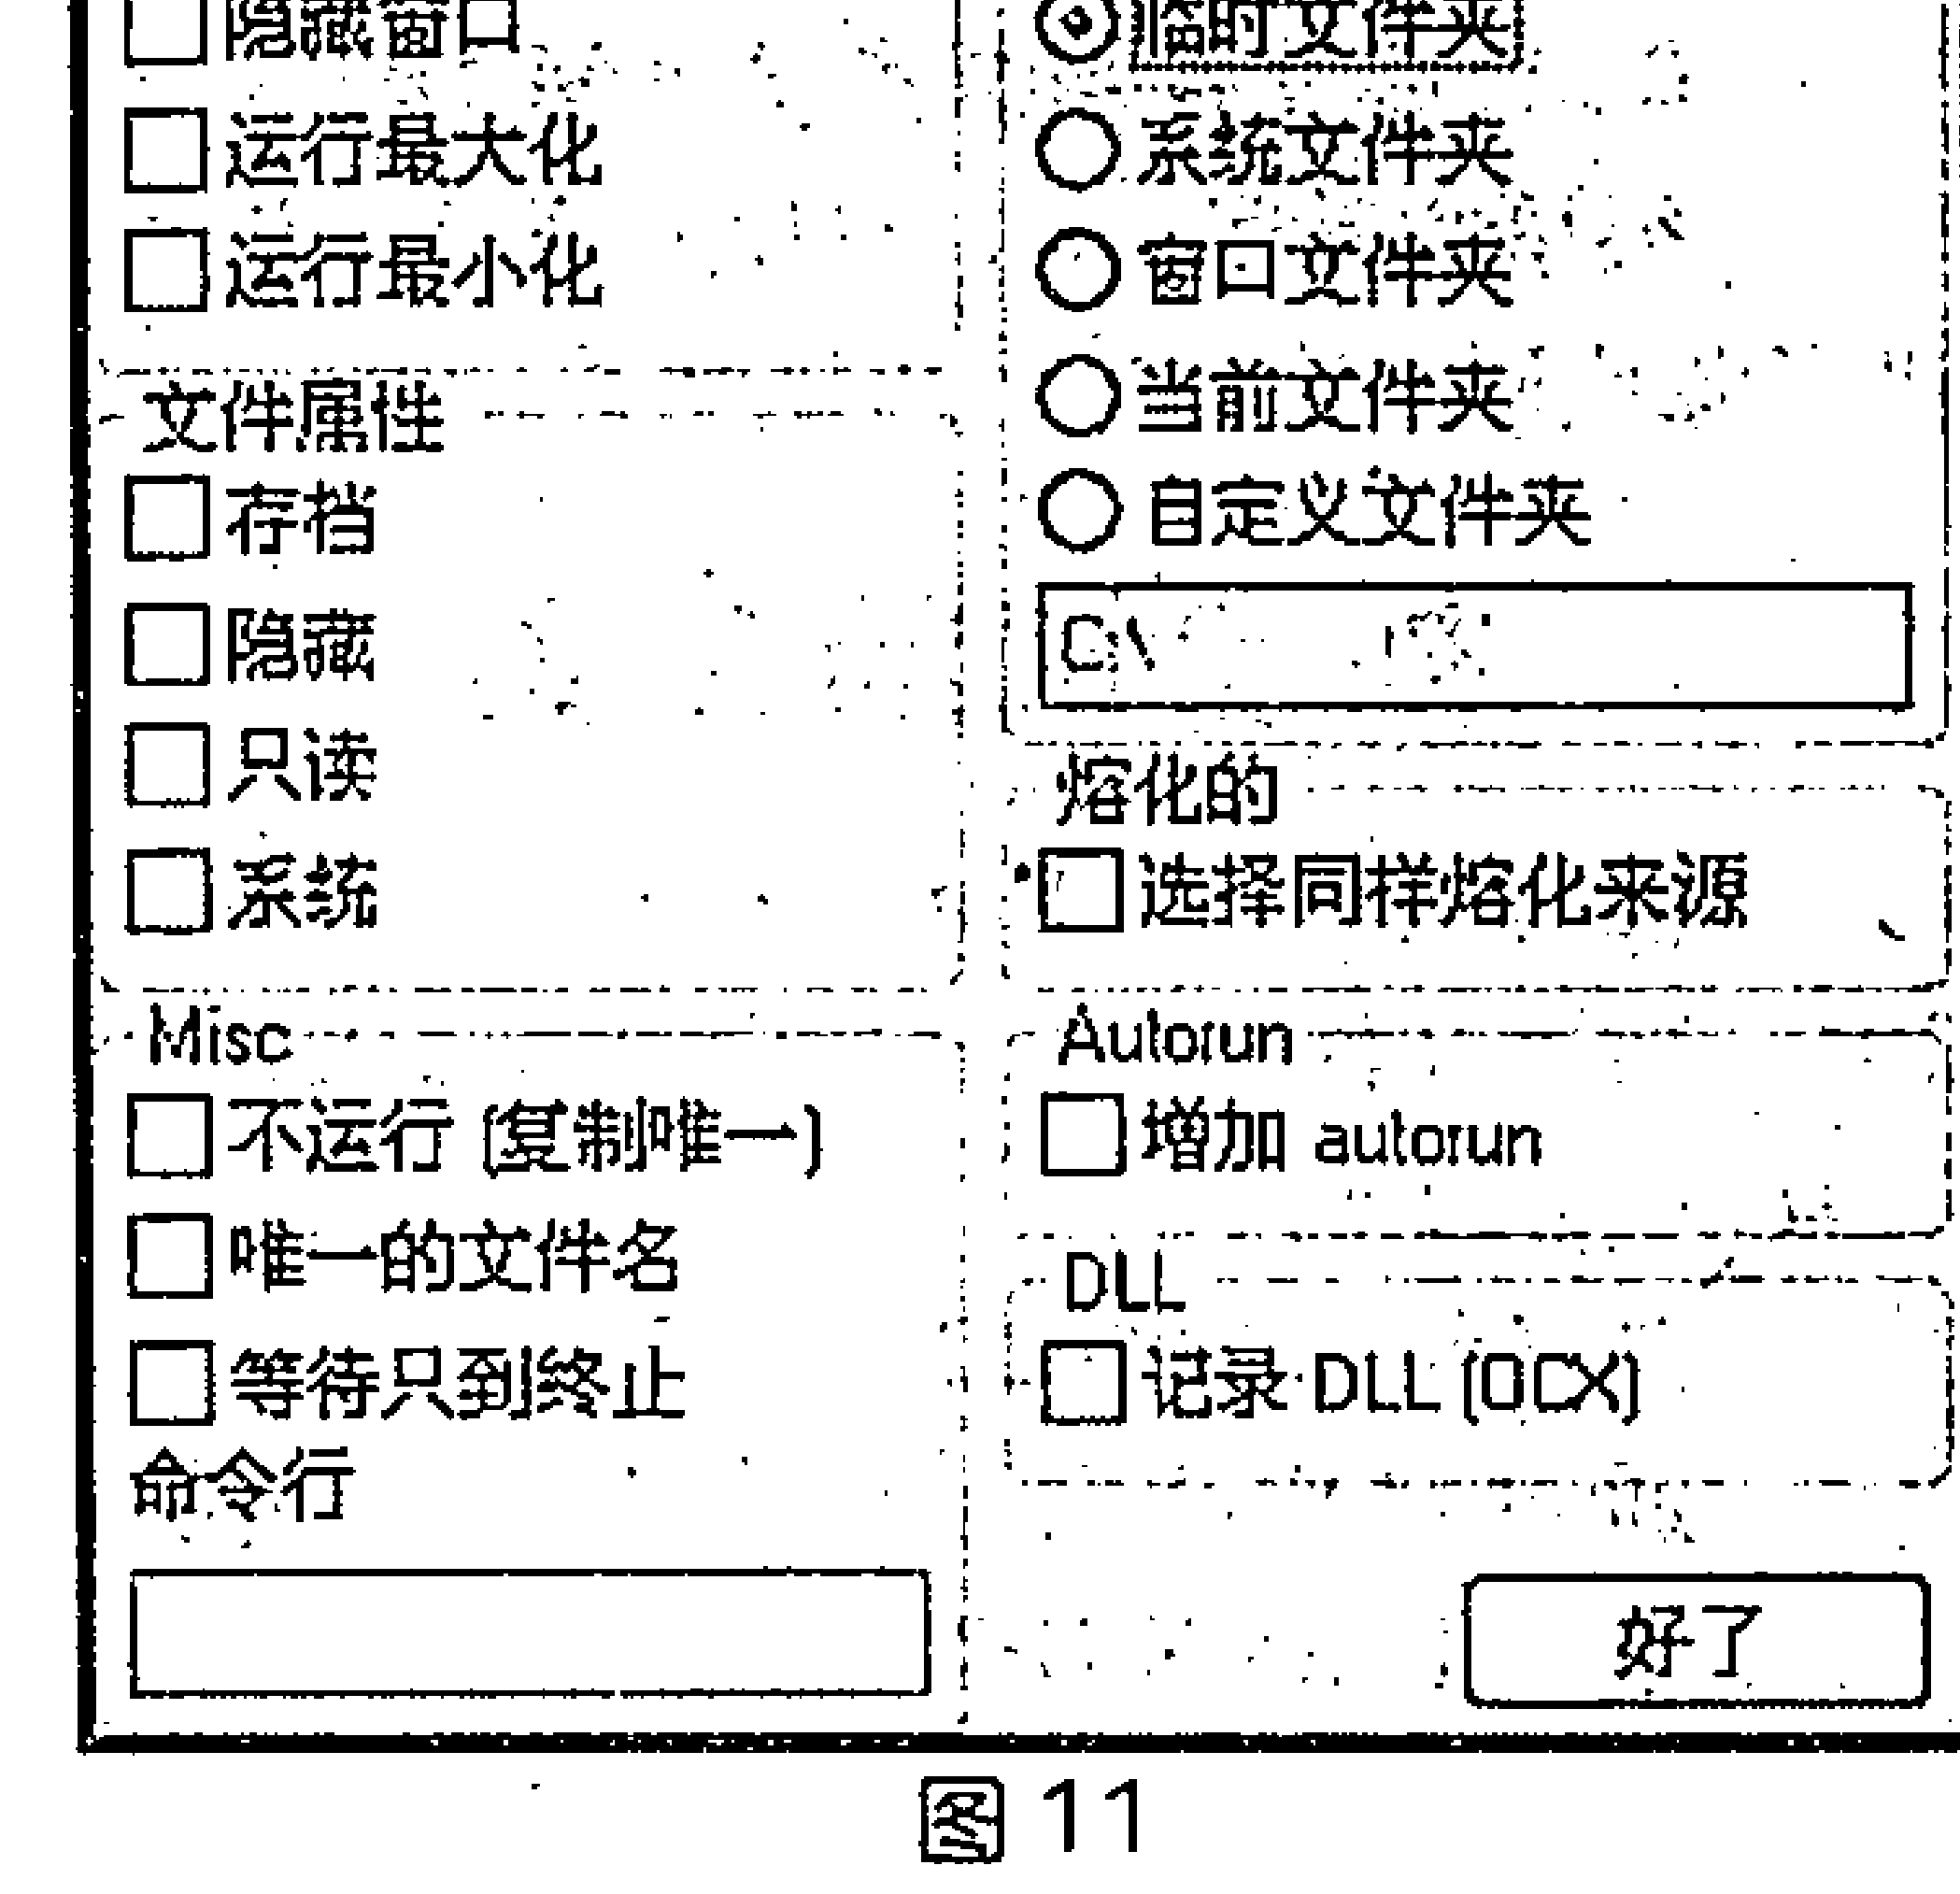 隐藏窗口
运行最大化
运行最小化
文件属性
存档
隐藏
只读
系统
Misc
不运行 (复制唯一)
唯一的文件名
等待只到终止
命令行
临时文件夹
系统文件夹
窗口文件夹
当前文件夹
自定义文件夹
C:\
熔化的
选择同样熔化来源
Autorun
增加 autorun
DLL
记录 DLL (OCX)
好了
图 11